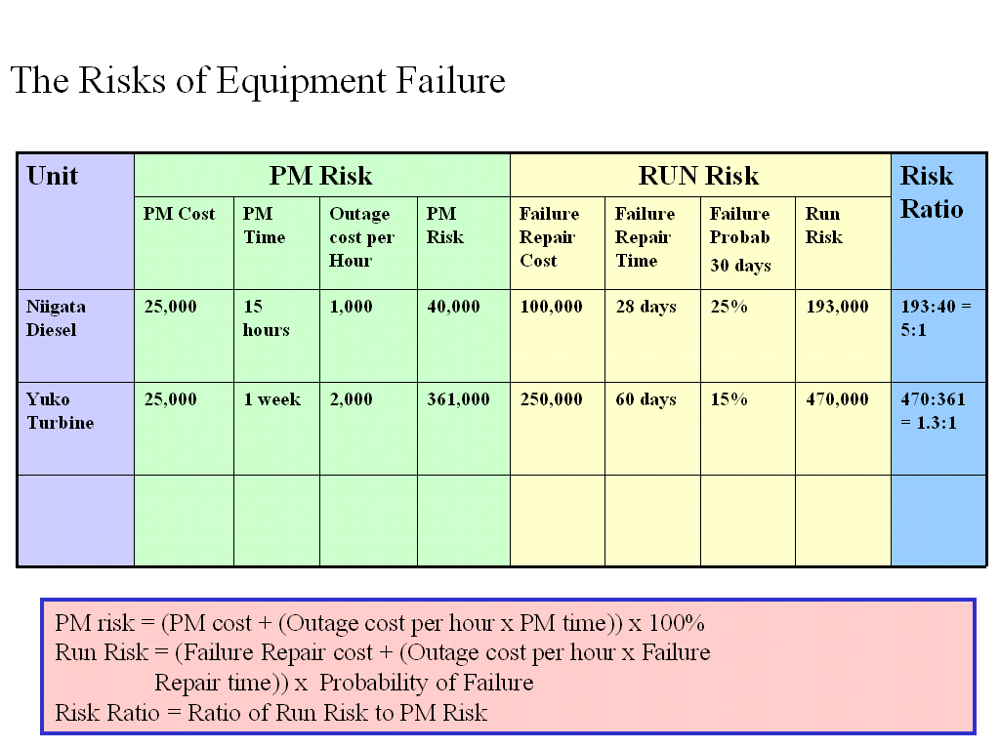 The Risks of Equipment Failure
Unit
PM Risk
RUN Risk
Risk
Ratio
PM Cost
PM
Time
Outage
cost per
Hour
PM
Risk
Failure
Repair
Cost
Failure
Repair
Time
Failure
Probab
30 days
Run
Risk
Niigata
Diesel
25,000
15
hours
1,000
40,000
100,000
28 days
25%
193,000
193:40 =
5:1
Yuko
Turbine
25,000
1 week
2,000
361,000
250,000
60 days
15%
470,000
470:361
= 1.3:1
PM risk = (PM cost + (Outage cost per hour x PM time)) x 100%
Run Risk = (Failure Repair cost + (Outage cost per hour x Failure
Repair time)) x Probability of Failure
Risk Ratio = Ratio of Run Risk to PM Risk